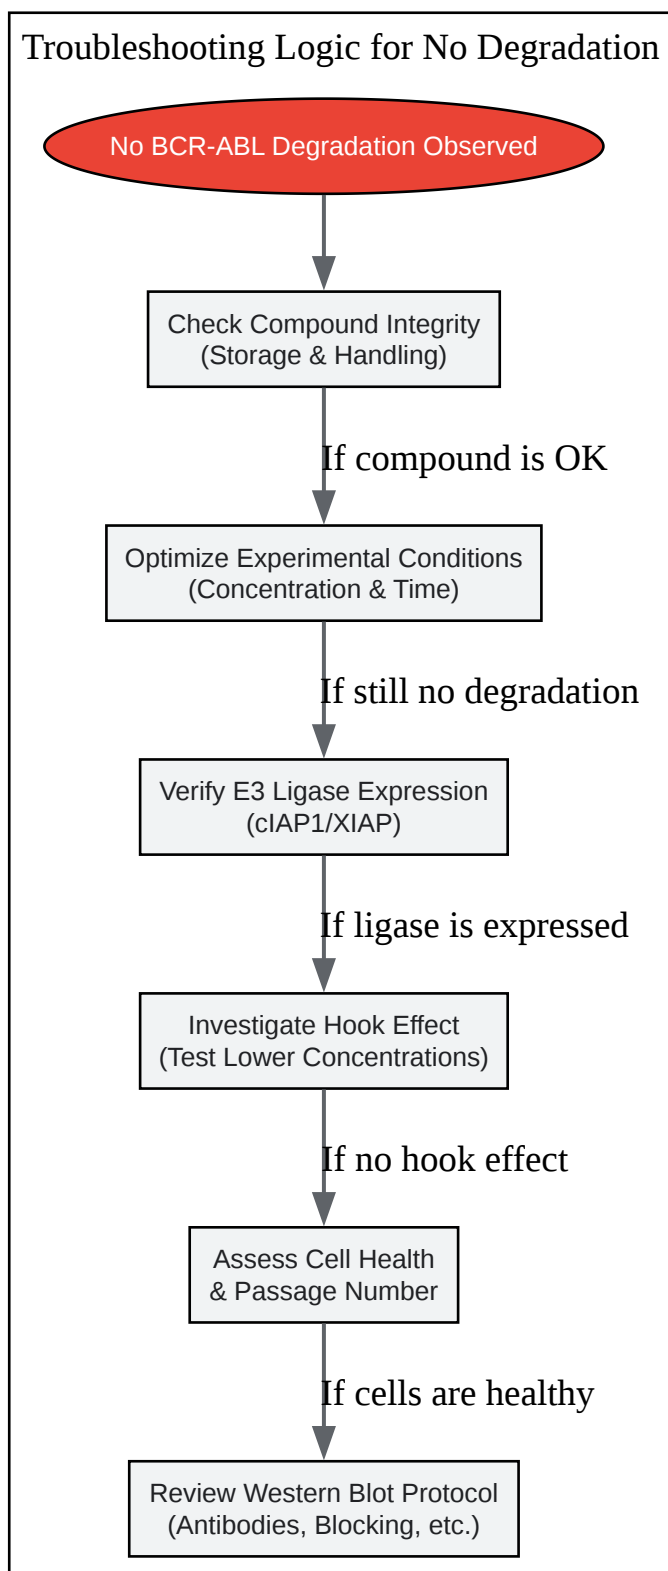 Troubleshooting Logic for No Degradation
No BCR-ABL Degradation Observed
Check Compound Integrity
(Storage & Handling)
If compound is OK
Optimize Experimental Conditions
(Concentration & Time)
If still no degradation
Verify E3 Ligase Expression
(cIAP1/XIAP)
If ligase is expressed
Investigate Hook Effect
(Test Lower Concentrations)
If no hook effect
Assess Cell Health
& Passage Number
If cells are healthy
Review Western Blot Protocol
(Antibodies, Blocking, etc.)